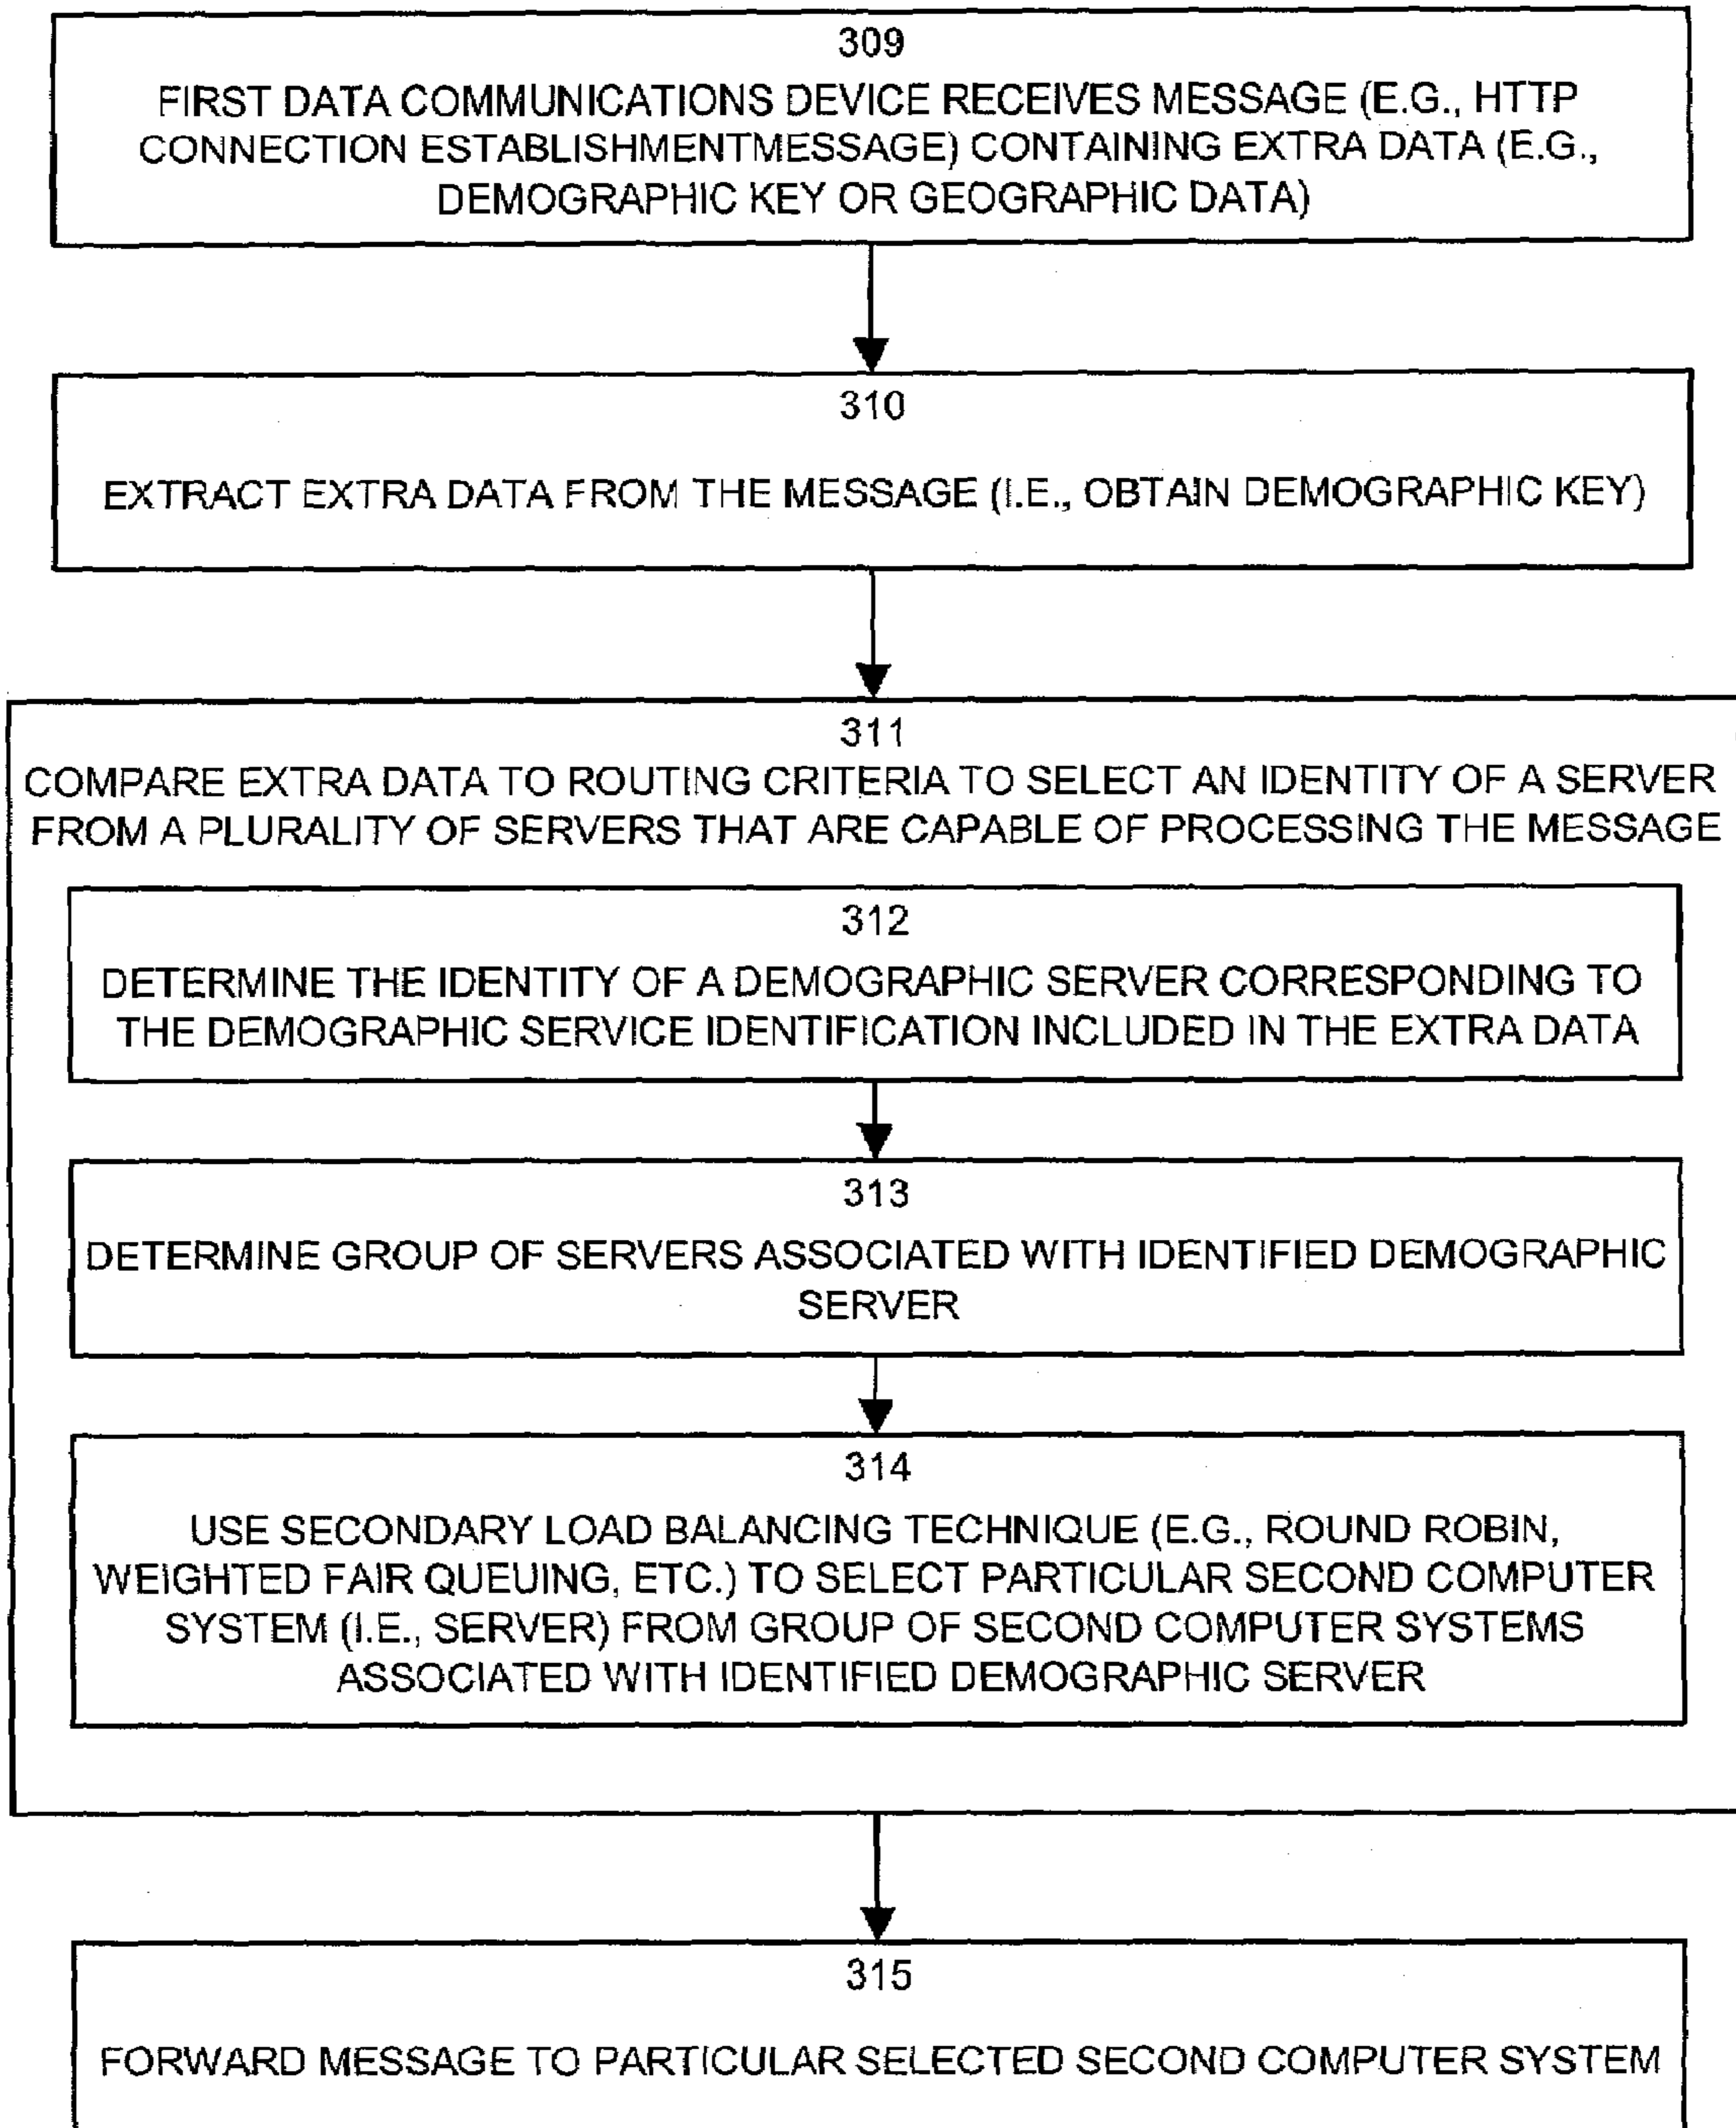 309
FIRST DATA COMMUNICATIONS DEVICE RECEIVES MESSAGE (E.G., HTTP
CONNECTION ESTABLISHMENTMESSAGE) CONTAINING EXTRA DATA (E.G.,
DEMOGRAPHIC KEY OR GEOGRAPHIC DATA)
310
EXTRACT EXTRA DATA FROM THE MESSAGE (I.E., OBTAIN DEMOGRAPHIC KEY)
311
COMPARE EXTRA DATA TO ROUTING CRITERIA TO SELECT AN IDENTITY OF A SERVER
FROM A PLURALITY OF SERVERS THAT ARE CAPABLE OF PROCESSING THE MESSAGE
312
DETERMINE THE IDENTITY OF A DEMOGRAPHIC SERVER CORRESPONDING TO
THE DEMOGRAPHIC SERVICE IDENTIFICATION INCLUDED IN THE EXTRA DATA
313
DETERMINE GROUP OF SERVERS ASSOCIATED WITH IDENTIFIED DEMOGRAPHIC
SERVER
314
USE SECONDARY LOAD BALANCING TECHNIQUE (E.G., ROUND ROBIN,
WEIGHTED FAIR QUEUING, ETC.) TO SELECT PARTICULAR SECOND COMPUTER
SYSTEM (I.E., SERVER) FROM GROUP OF SECOND COMPUTER SYSTEMS
ASSOCIATED WITH IDENTIFIED DEMOGRAPHIC SERVER
315
FORWARD MESSAGE TO PARTICULAR SELECTED SECOND COMPUTER SYSTEM